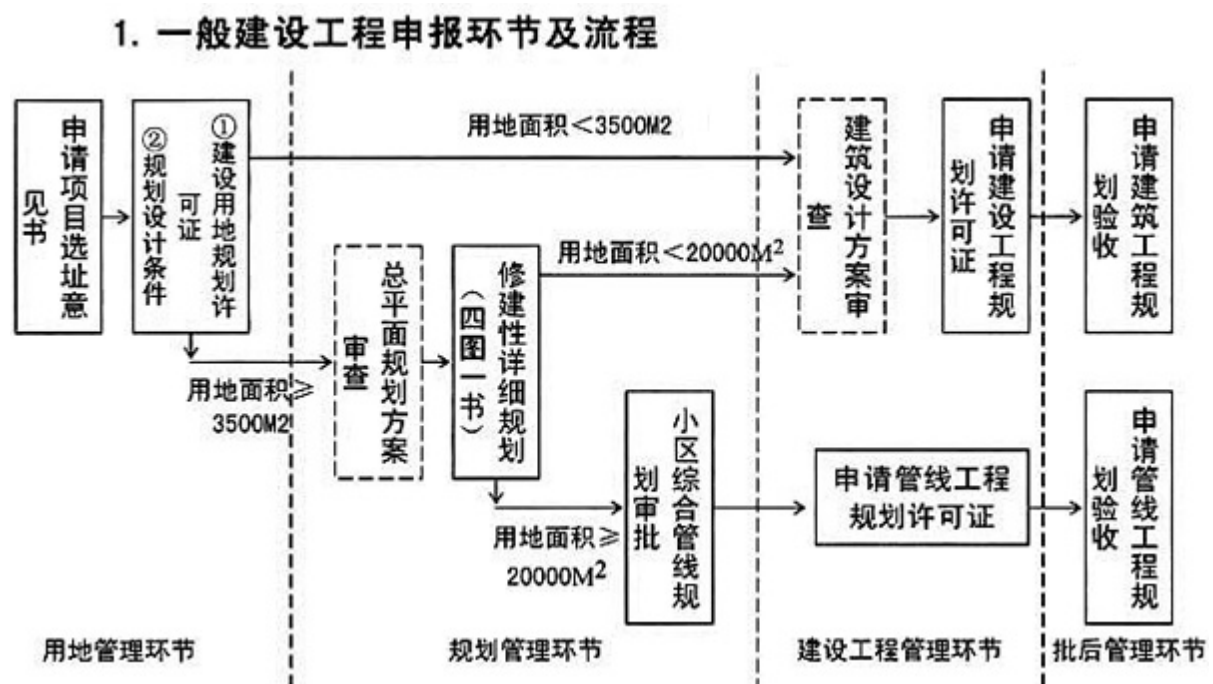 1. 一般建设工程申报环节及流程
申请项目选址意
见书
①建设用地规划许
可证
②规划设计条件
用地面积<3500M2
用地面积≥
3500M2
总平面规划方案
审查
修建性详细规划
(四图一书)
用地面积<20000M²
用地面积≥
20000M²
小区综合管线规
划审批
建筑设计方案审
查
申请建设工程规
划许可证
申请建筑工程规
划验收
申请管线工程
规划许可证
申请管线工程规
划验收
用地管理环节
规划管理环节
建设工程管理环节
批后管理环节